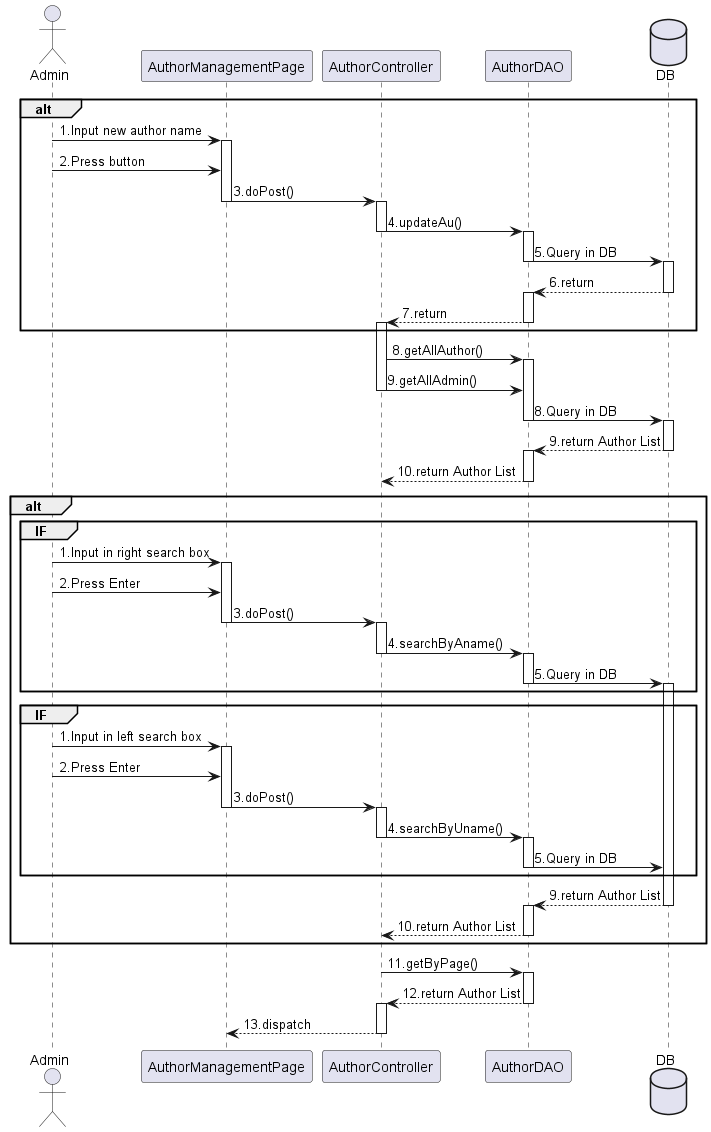 Admin
AuthorManagementPage
AuthorController
AuthorDAO
DB
alt
1.Input new author name
2.Press button
3.doPost()
4.updateAu()
5.Query in DB
6.return
7.return
8.getAllAuthor()
9.getAllAdmin()
8.Query in DB
9.return Author List
10.return Author List
alt
IF
1.Input in right search box
2.Press Enter
3.doPost()
4.searchByAname()
5.Query in DB
IF
1.Input in left search box
2.Press Enter
3.doPost()
4.searchByUname()
5.Query in DB
9.return Author List
10.return Author List
11.getByPage()
12.return Author List
13.dispatch
Admin
AuthorManagementPage
AuthorController
AuthorDAO
DB